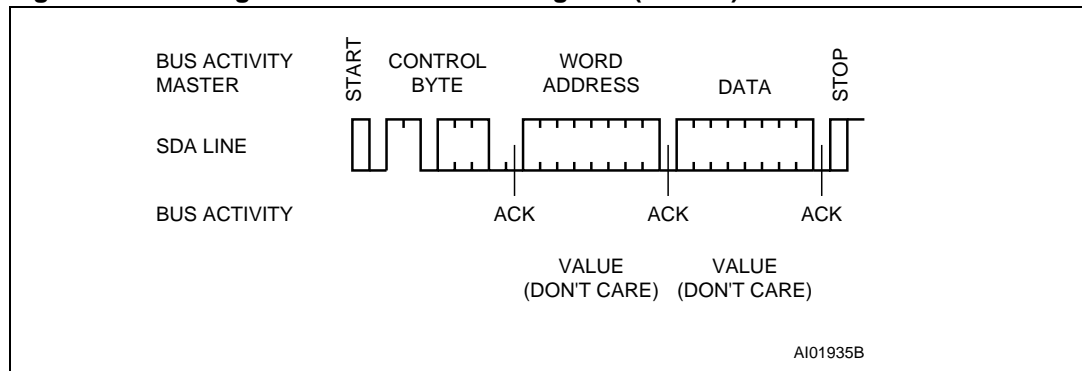 BUS ACTIVITY
MASTER
START
CONTROL
BYTE
WORD
ADDRESS
DATA
STOP
SDA LINE
BUS ACTIVITY
ACK
ACK
ACK
VALUE
(DON'T CARE)
VALUE
(DON'T CARE)
AI01935B